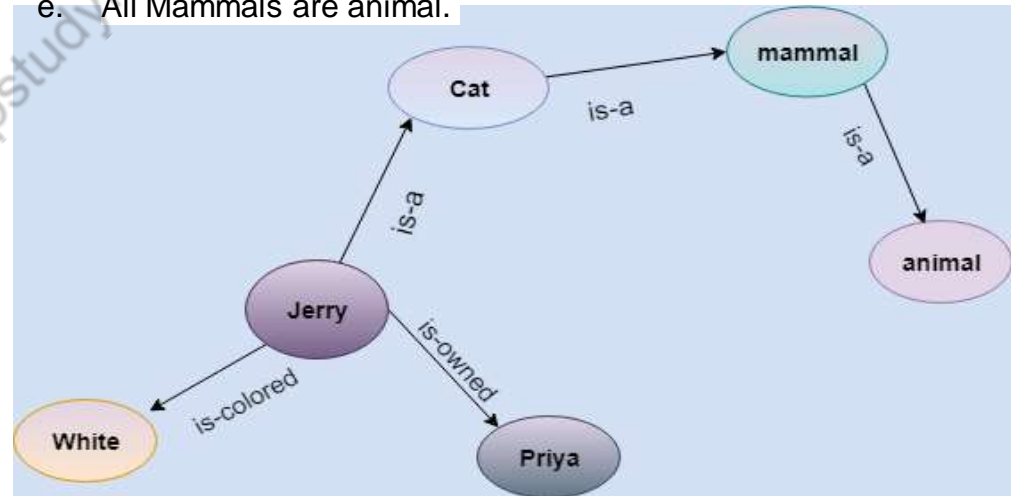 e. All Mammals are animal.
mammal
Cat
is-a
is-a
is-a
animal
Jerry
is-owned
is-colored
White
Priya